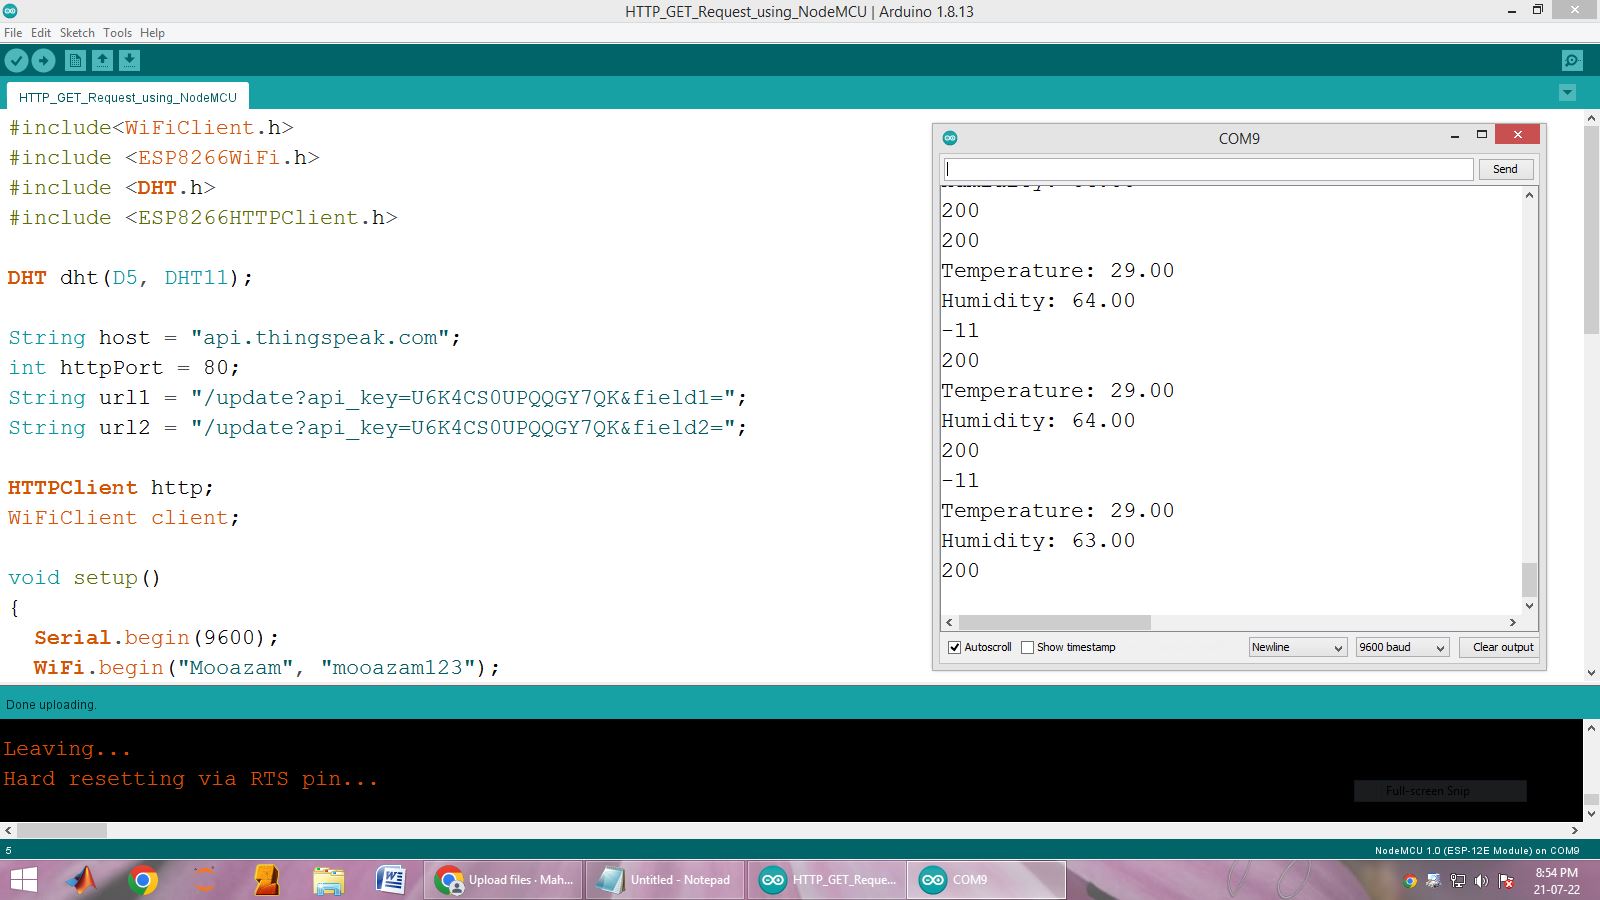 HTTP_GET_Request_using_NodeMCU | Arduino 1.8.13
File Edit Sketch Tools Help
HTTP_GET_Request_using_NodeMCU
#include<WiFiClient.h>
#include <ESP8266WiFi.h>
#include <DHT.h>
#include <ESP8266HTTPClient.h>
DHT dht(D5, DHT11);
String host = "api.thingspeak.com";
int httpPort = 80;
String url1 = "/update?api_key=U6K4CS0UPQQGY7QK&field1=";
String url2 = "/update?api_key=U6K4CS0UPQQGY7QK&field2=";
HTTPClient http;
WiFiClient client;
void setup()
{
Serial.begin(9600);
WiFi.begin("Mooazam", "mooazam123");
COM9
Send
200
200
Temperature: 29.00
Humidity: 64.00
-11
200
Temperature: 29.00
Humidity: 64.00
200
-11
Temperature: 29.00
Humidity: 63.00
200
Autoscroll Show timestamp Newline 9600 baud Clear output
Done uploading.
Leaving...
Hard resetting via RTS pin...
Full-screen Snip
5 NodeMCU 1.0 (ESP-12E Module) on COM9
Upload files · Mah... Untitled - Notepad HTTP_GET_Reque... COM9
8:54 PM
21-07-22